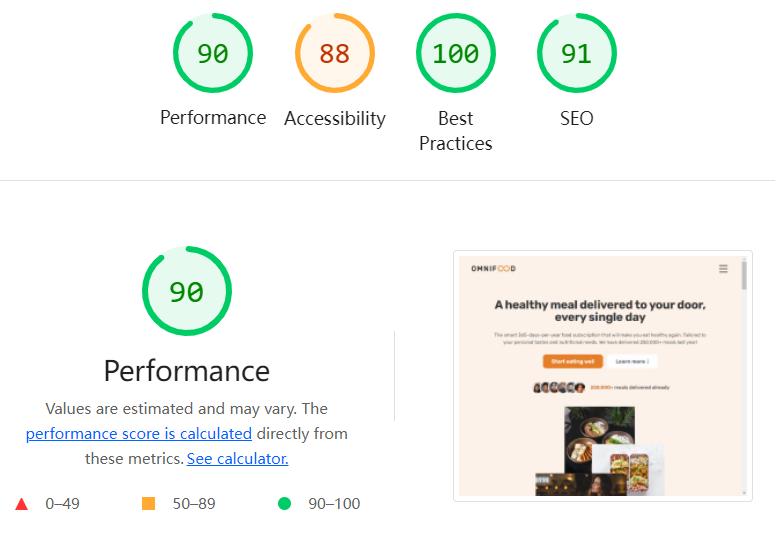 90
88
100
91
Performance
Accessibility
Best
Practices
SEO
90
Performance
Values are estimated and may vary. The
performance score is calculated directly from
these metrics. See calculator.
0–49
50–89
90–100
OMNIFOOD
A healthy meal delivered to your door,
every single day
The smart 365-days-per-year food subscription that will make you eat healthy again. Tailored to
your personal tastes and nutritional needs. We have delivered 250,000+ meals last year!
Start eating well
Learn more ↓
250,000+ meals delivered already